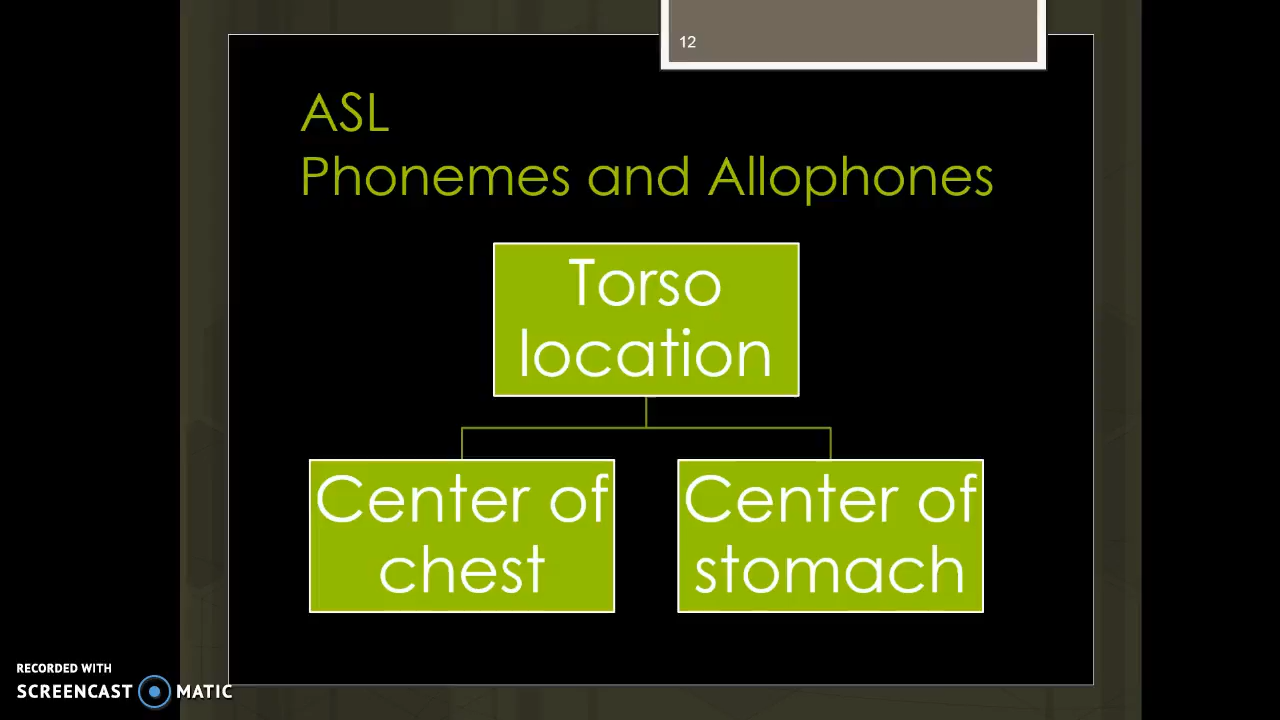 12
ASL
Phonemes and Allophones
Torso
location
Center of
chest
Center of
stomach
RECORDED WITH
SCREENCAST MATIC